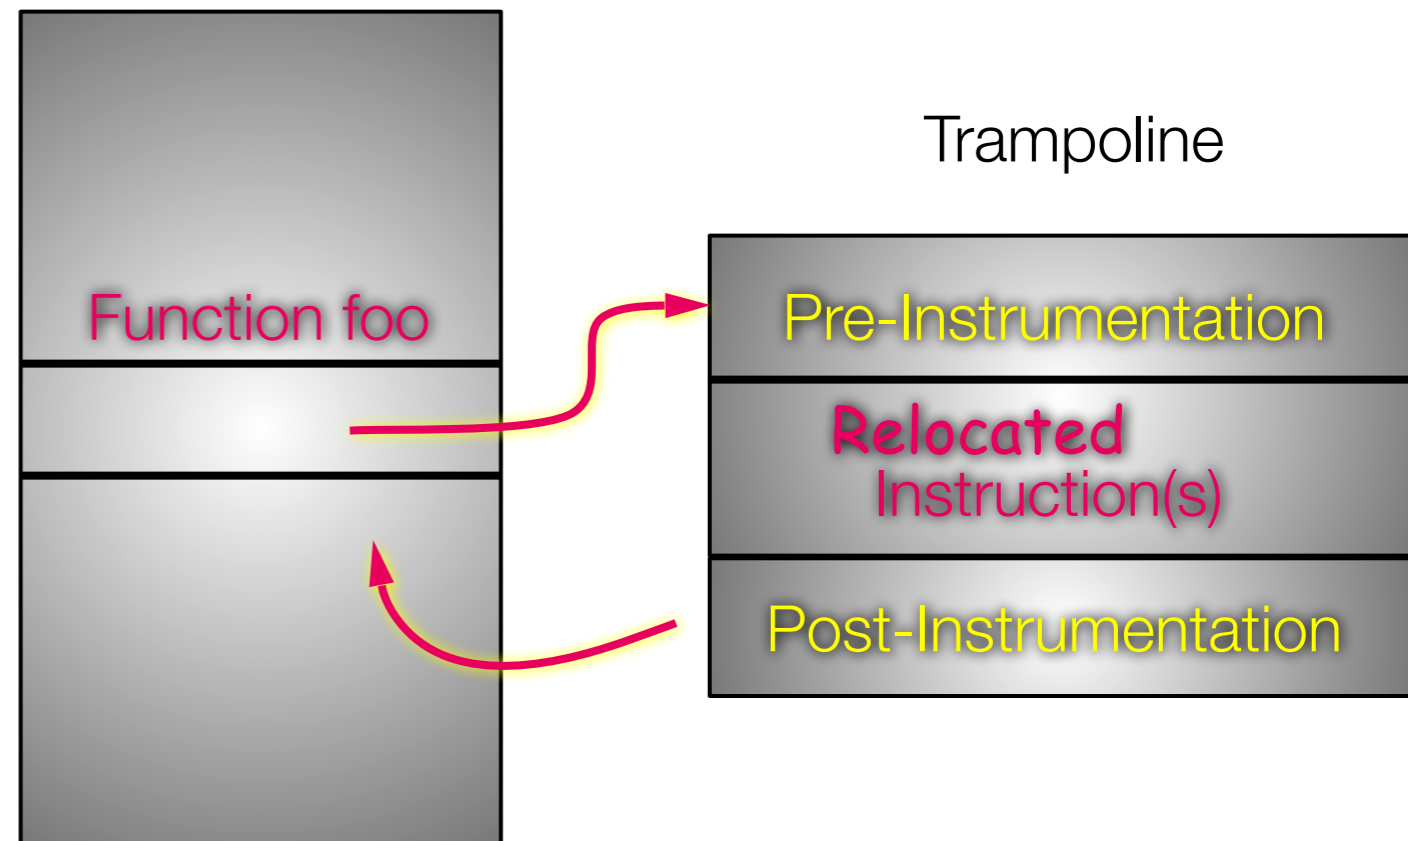 Trampoline
Function foo
Pre-Instrumentation
Relocated
Instruction(s)
Post-Instrumentation